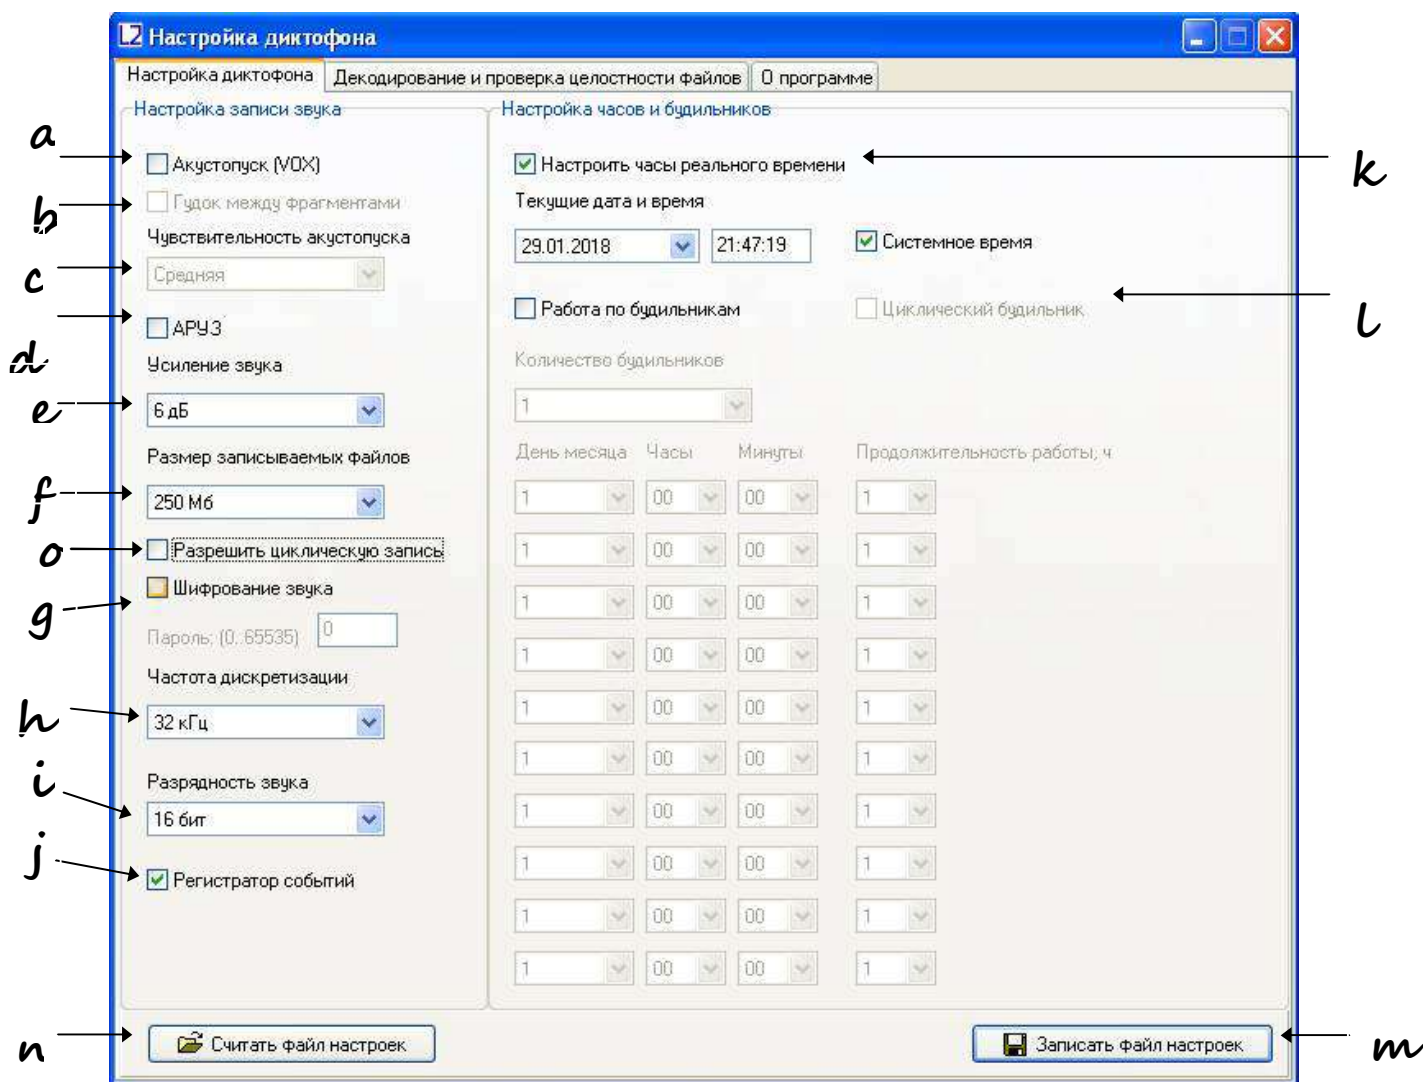 Настройка диктофона
Настройка диктофона
Декодирование и проверка целостности файлов
О программе
Настройка записи звука
a
Акустопуск (VOX)
b
Гудок между фрагментами
Чувствительность акустопуска
c
Средняя
d
АРУЗ
Усиление звука
e
6 дБ
Размер записываемых файлов
f
250 Мб
o
Разрешить циклическую запись
g
Шифрование звука
Пароль: (0..65535)
0
Частота дискретизации
h
32 кГц
i
Разрядность звука
16 бит
j
Регистратор событий
Настройка часов и будильников
Настроить часы реального времени
k
Текущие дата и время
29.01.2018
21:47:19
Системное время
Работа по будильникам
Циклический будильник
l
Количество будильников
1
День месяца Часы Минуты Продолжительность работы, ч
1 00 00 1
1 00 00 1
1 00 00 1
1 00 00 1
1 00 00 1
1 00 00 1
1 00 00 1
1 00 00 1
1 00 00 1
1 00 00 1
n
Считать файл настроек
Записать файл настроек
m